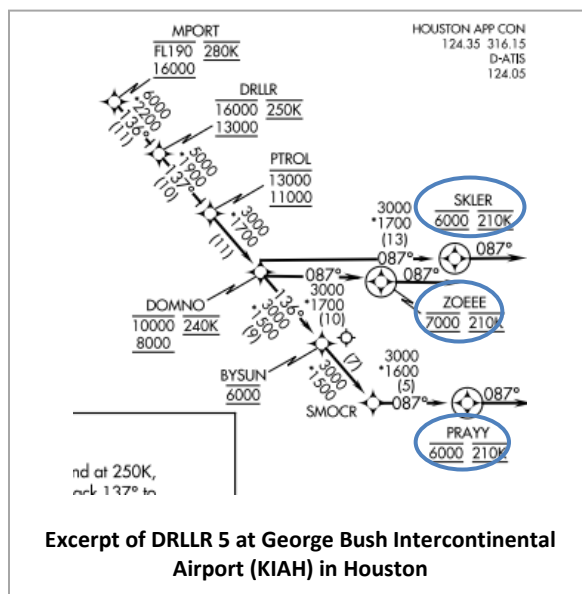 MPORT
FL190 280K
16000
HOUSTON APP CON
124.35 316.15
D-ATIS
124.05
6000
*2200
136°
(11)
DRLLR
16000 250K
13000
5000
*1900
137°
(10)
PTROL
13000
11000
3000
*1700
(11)
3000
*1700
(13)
087°
SKLER
6000 210K
087°
DOMNO
10000 240K
8000
087°
3000
*1700
(10)
087°
ZOEEE
7000 210K
136°
3000
*1500
(9)
BYSUN
6000
(7)
3000
*1500
SMOCR
3000
*1600
(5)
087°
087°
PRAYY
6000 210K
nd at 250K,
ack 137° to
Excerpt of DRLLR 5 at George Bush Intercontinental
Airport (KIAH) in Houston